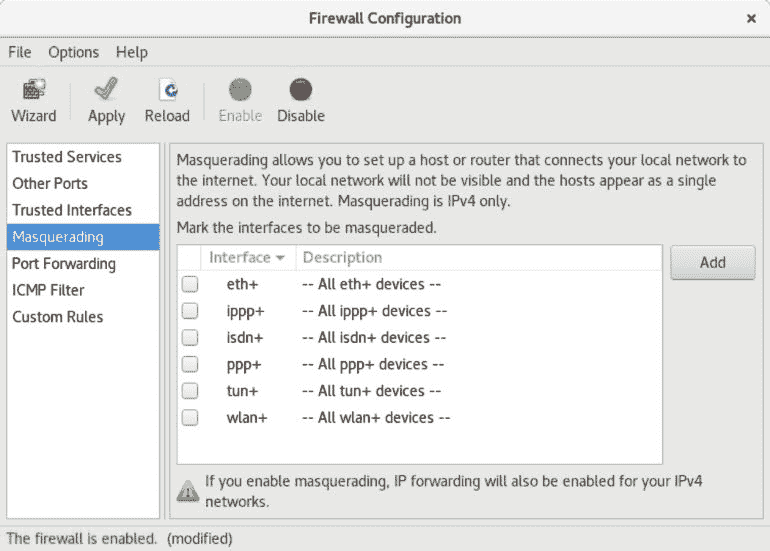 Firewall Configuration
File Options Help
Wizard Apply Reload Enable Disable
Trusted Services
Other Ports
Trusted Interfaces
Masquerading
Port Forwarding
ICMP Filter
Custom Rules
Masquerading allows you to set up a host or router that connects your local network to
the internet. Your local network will not be visible and the hosts appear as a single
address on the internet. Masquerading is IPv4 only.
Mark the interfaces to be masqueraded.
Interface Description
eth+ -- All eth+ devices --
ippp+ -- All ippp+ devices --
isdn+ -- All isdn+ devices --
ppp+ -- All ppp+ devices --
tun+ -- All tun+ devices --
wlan+ -- All wlan+ devices --
Add
If you enable masquerading, IP forwarding will also be enabled for your IPv4
networks.
The firewall is enabled. (modified)